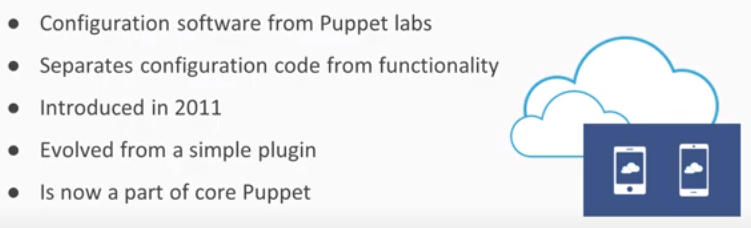 ● Configuration software from Puppet labs
● Separates configuration code from functionality
● Introduced in 2011
● Evolved from a simple plugin
● Is now a part of core Puppet